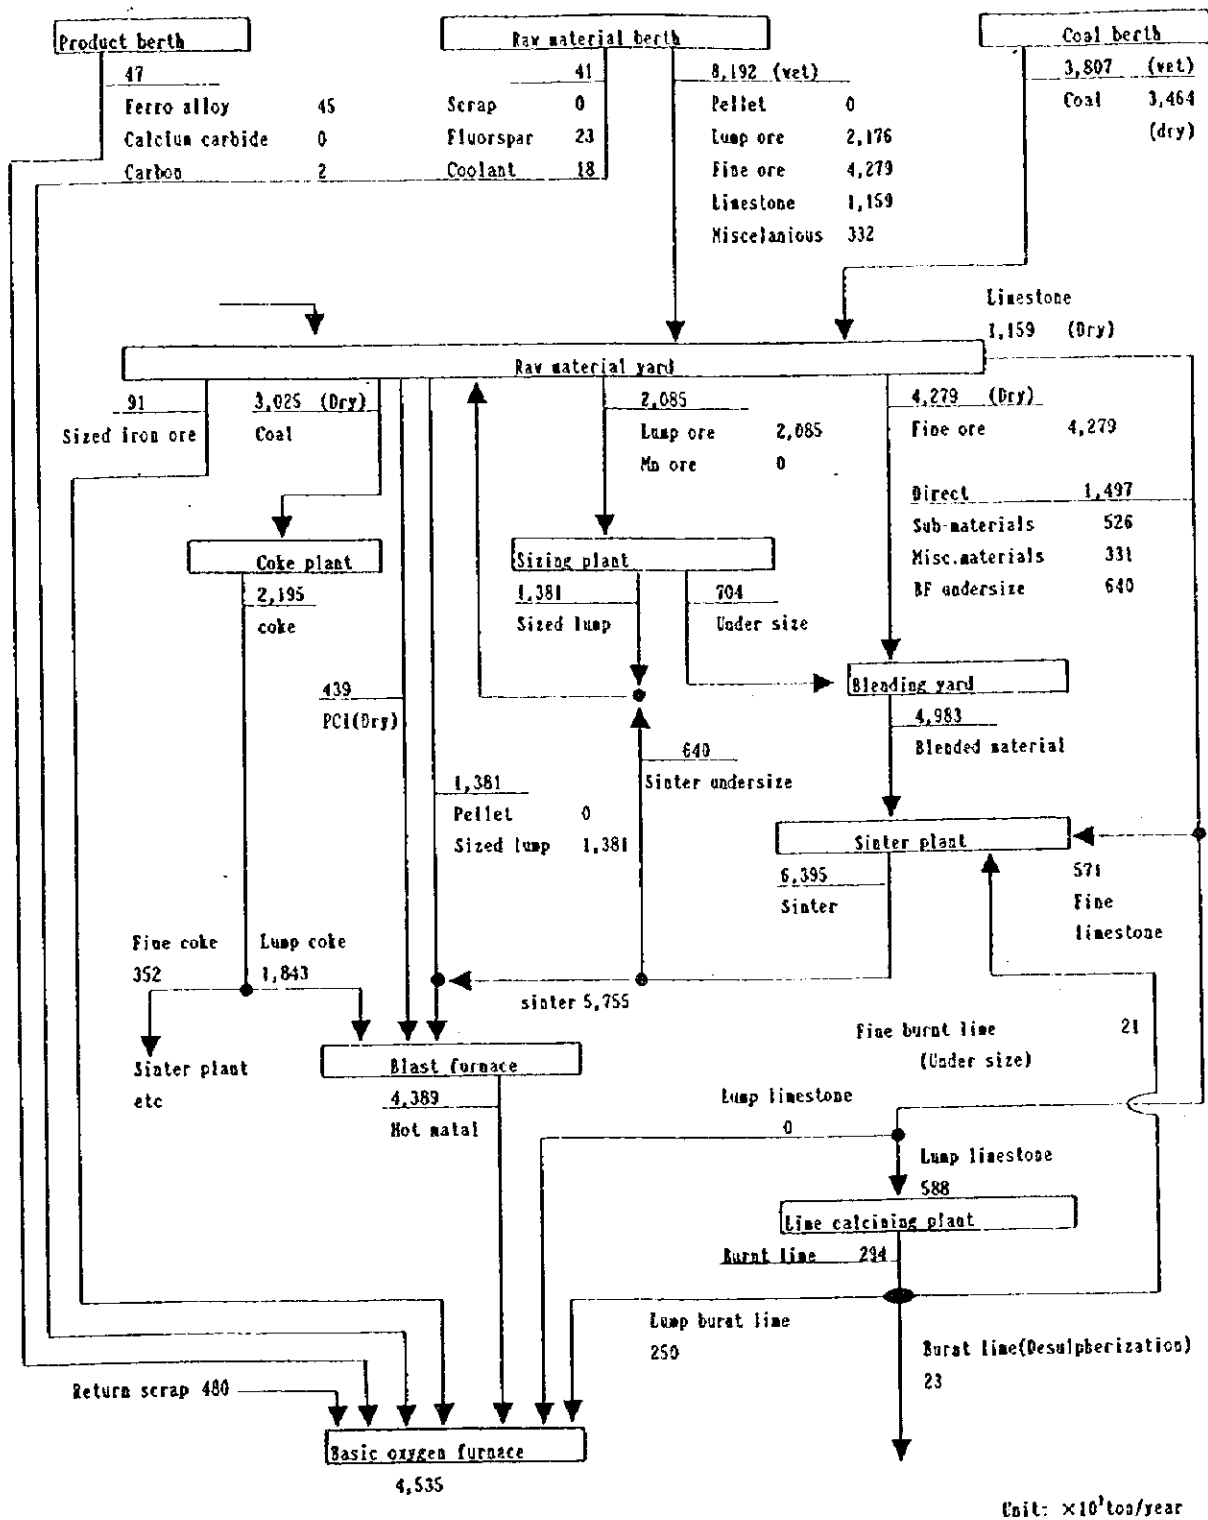 Product berth
Raw material berth
Coal berth
47
Ferro alloy 45
Calcium carbide 0
Carbon 2
41
Scrap 0
Fluorspar 23
Coolant 18
8,192 (wet)
Pellet 0
Lump ore 2,176
Fine ore 4,279
Limestone 1,159
Miscelanious 332
3,807 (wet)
Coal 3,464
(dry)
Limestone
1,159 (Dry)
Raw material yard
91
Sized iron ore
3,025 (Dry)
Coal
2,085
Lump ore 2,085
Mn ore 0
4,279 (Dry)
Fine ore 4,279
Direct 1,497
Sub-materials 526
Misc.materials 331
BF undersize 640
Coke plant
2,195
coke
Sizing plant
1,381
Sized lump
704
Under size
Blending yard
4,983
Blended material
439
PCI(Dry)
640
Sinter undersize
1,381
Pellet 0
Sized lump 1,381
Sinter plant
6,395
Sinter
571
Fine
limestone
Fine coke
352
Lump coke
1,843
sinter 5,755
Sinter plant
etc
Blast furnace
4,389
Hot matal
Fine burnt lime 21
(Under size)
Lump limestone
0
Lump limestone
588
Lime calcining plant
Burnt lime 294
Lump burst lime
250
Burst lime(Desulpherization)
23
Return scrap 480
Basic oxygen furnace
4,535
Unit: ×10³ton/year